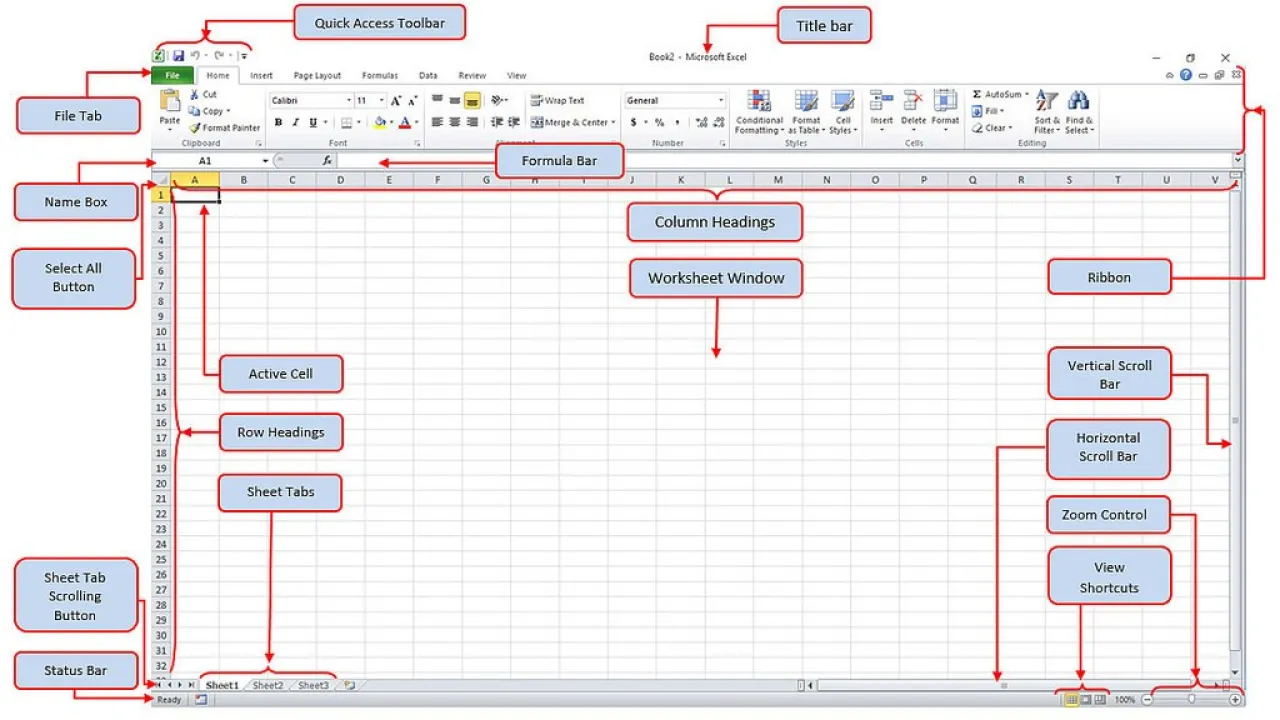 Quick Access Toolbar
Title bar
Book2 - Microsoft Excel
File Home Insert Page Layout Formulas Data Review View
File Tab
Paste
Cut
Copy
Format Painter
Clipboard
Calibri 11
B I U
Font
Wrap Text
Merge & Center
General
$ % ,
Number
Conditional Formatting
Format as Table
Cell Styles
Styles
Insert Delete Format
Cells
AutoSum
Fill
Clear
Sort & Filter
Find & Select
Editing
A1
fx
Formula Bar
Name Box
A B C D E F G H I J K L M N O P Q R S T U V
1
2
3
4
5
6
7
8
9
10
11
12
13
14
15
16
17
18
19
20
21
22
23
24
25
26
27
28
29
30
31
32
Column Headings
Select All
Button
Worksheet Window
Ribbon
Active Cell
Vertical Scroll
Bar
Row Headings
Horizontal
Scroll Bar
Sheet Tabs
Zoom Control
View
Shortcuts
Sheet Tab
Scrolling
Button
Status Bar
Sheet1 Sheet2 Sheet3
Ready
100%